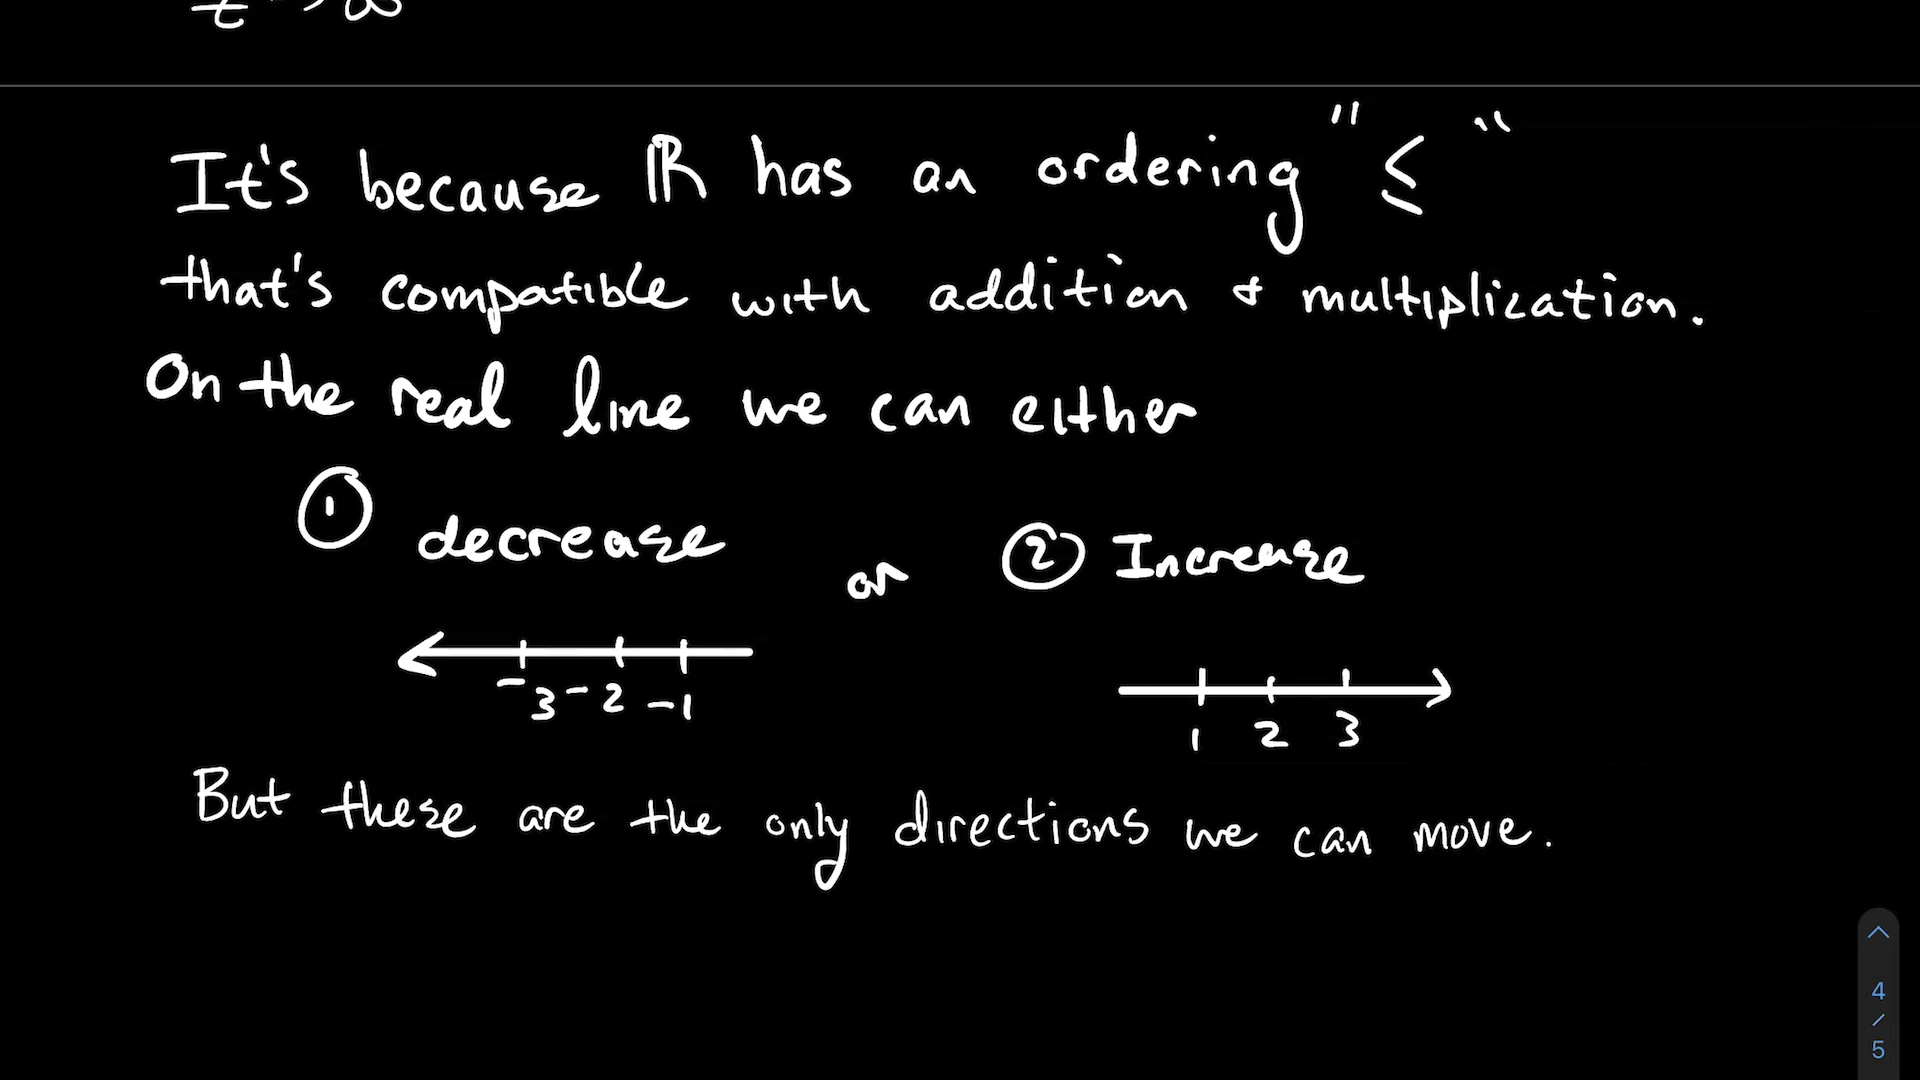 It's because ℝ has an ordering "≤"
that's compatible with addition & multiplication.
On the real line we can either
① decrease or ② Increase
-3 -2 -1
1 2 3
But these are the only directions we can move.
4
/
5